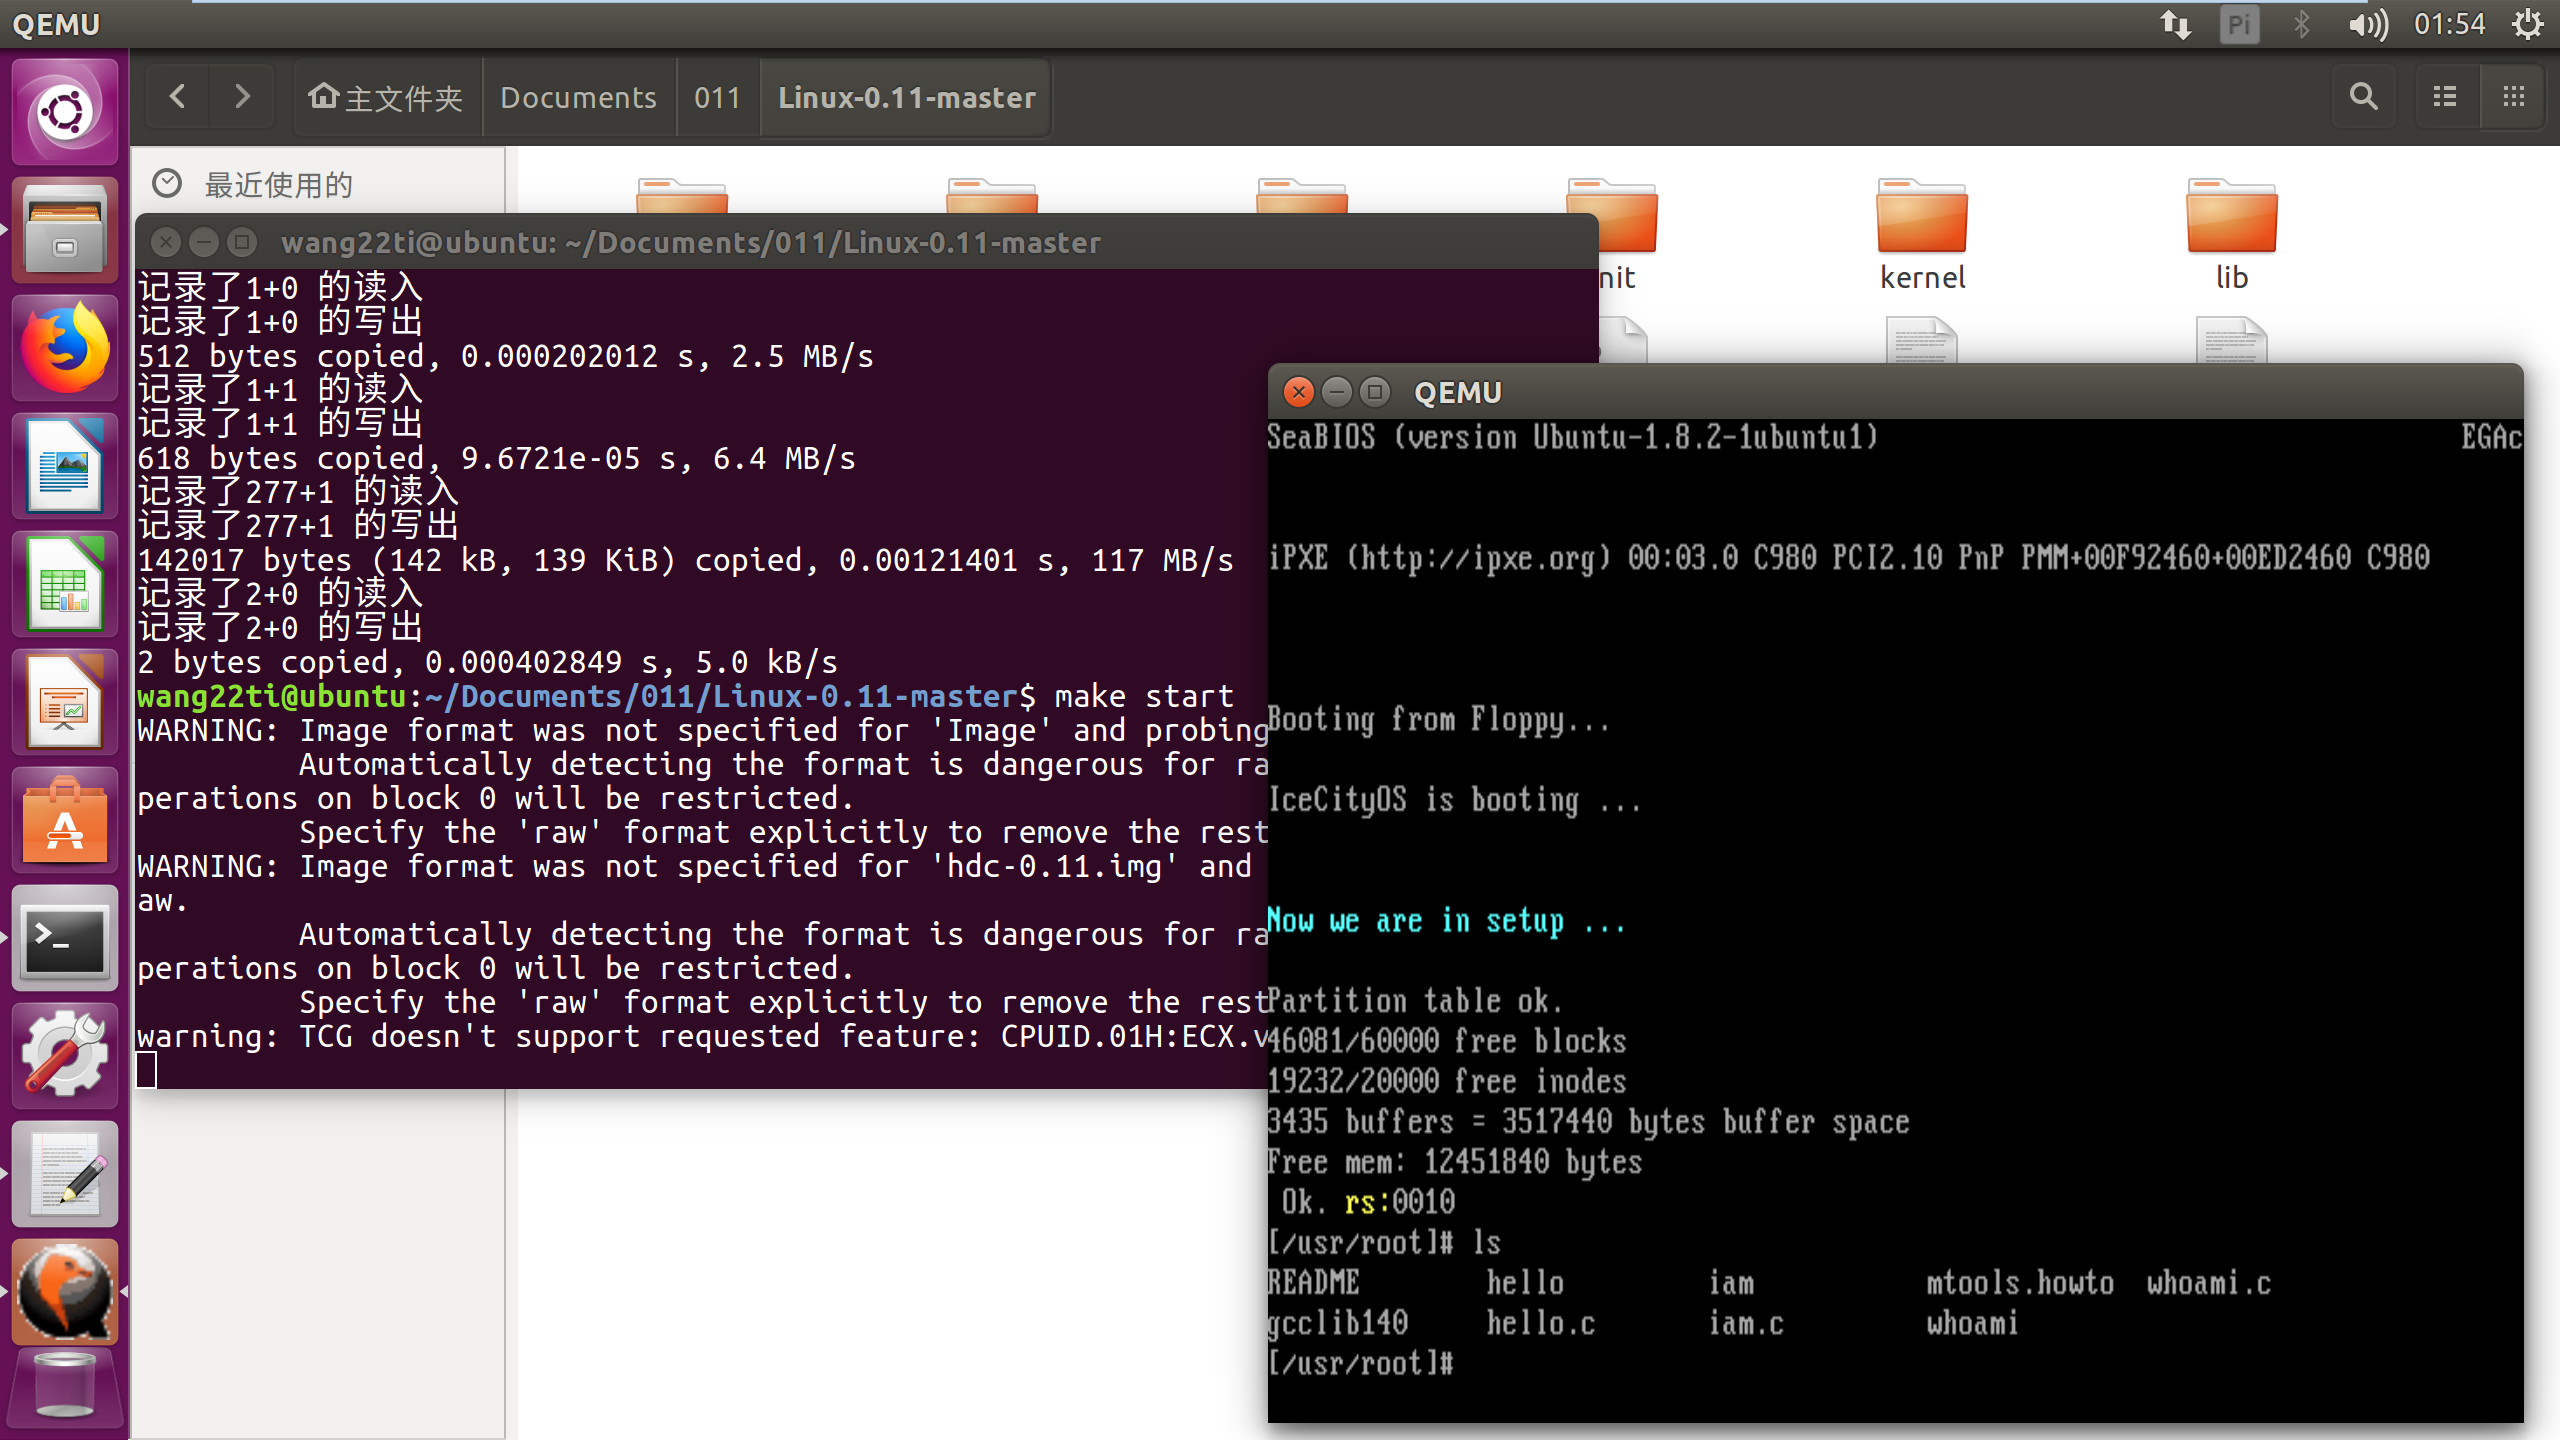 QEMU
Pi
01:54
主文件夹
Documents
011
Linux-0.11-master
最近使用的
nit
kernel
lib
wang22ti@ubuntu: ~/Documents/011/Linux-0.11-master
记录了1+0 的读入
记录了1+0 的写出
512 bytes copied, 0.000202012 s, 2.5 MB/s
记录了1+1 的读入
记录了1+1 的写出
618 bytes copied, 9.6721e-05 s, 6.4 MB/s
记录了277+1 的读入
记录了277+1 的写出
142017 bytes (142 kB, 139 KiB) copied, 0.00121401 s, 117 MB/s
记录了2+0 的读入
记录了2+0 的写出
2 bytes copied, 0.000402849 s, 5.0 kB/s
wang22ti@ubuntu:~/Documents/011/Linux-0.11-master$ make start
WARNING: Image format was not specified for 'Image' and probing
Automatically detecting the format is dangerous for ra
perations on block 0 will be restricted.
Specify the 'raw' format explicitly to remove the rest
WARNING: Image format was not specified for 'hdc-0.11.img' and
aw.
Automatically detecting the format is dangerous for ra
perations on block 0 will be restricted.
Specify the 'raw' format explicitly to remove the rest
warning: TCG doesn't support requested feature: CPUID.01H:ECX.v
QEMU
SeaBIOS (version Ubuntu-1.8.2-1ubuntu1) EGAc
iPXE (http://ipxe.org) 00:03.0 C980 PCI2.10 PnP PMM+00F92460+00ED2460 C980
Booting from Floppy...
IceCityOS is booting ...
Now we are in setup ...
Partition table ok.
46081/60000 free blocks
19232/20000 free inodes
3435 buffers = 3517440 bytes buffer space
Free mem: 12451840 bytes
Ok. rs:0010
[/usr/root]# ls
README hello iam mtools.howto whoami.c
gcclib140 hello.c iam.c whoami
[/usr/root]#